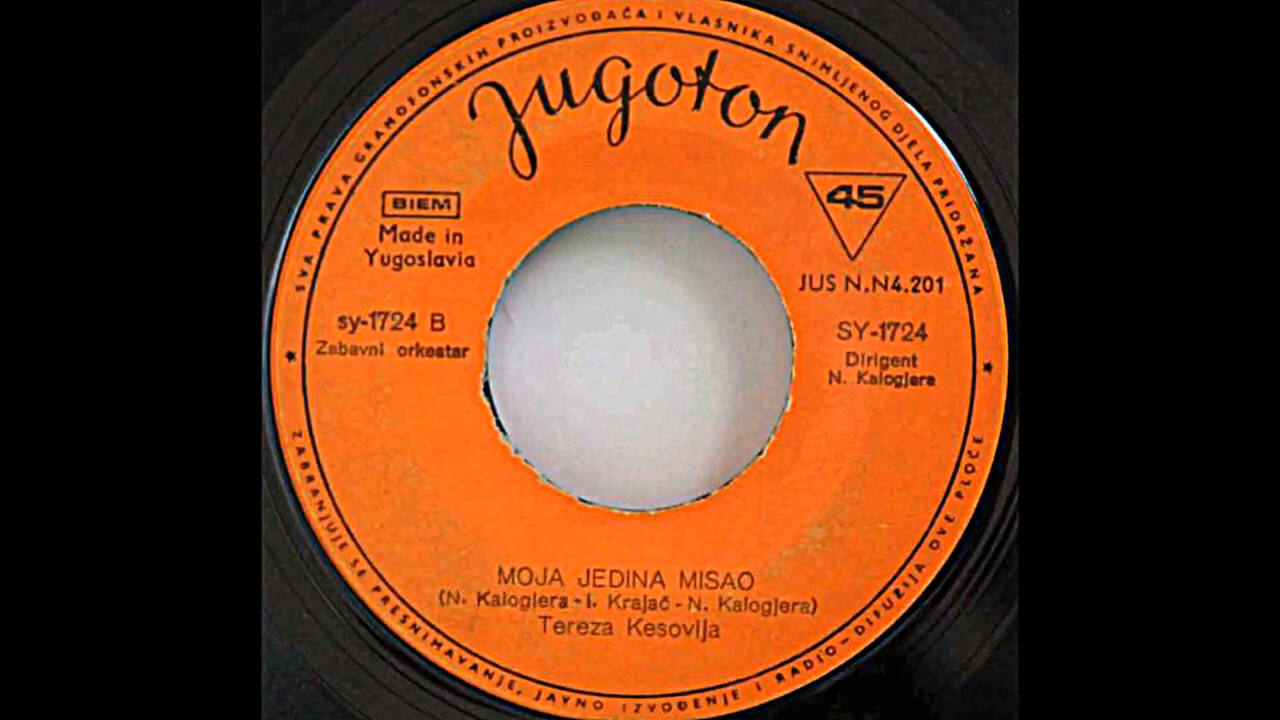 SVA PRAVA GRAMOFONSKIH PROIZVOĐAČA I VLASNIKA SNIMLJENOG DJELA PRIDRŽANA
Jugoton
BIEM
Made in
Yugoslavia
45
JUS N.N4.201
sy-1724 B
Zabavni orkestar
SY-1724
Dirigent
N. Kalogjera
MOJA JEDINA MISAO
(N. Kalogjera - I. Krajač - N. Kalogjera)
Tereza Kesovija
ZABRANJUJE SE PRESNIMAVANJE, JAVNO IZVOĐENJE I RADIO-DIFUZIJA OVE PLOČE